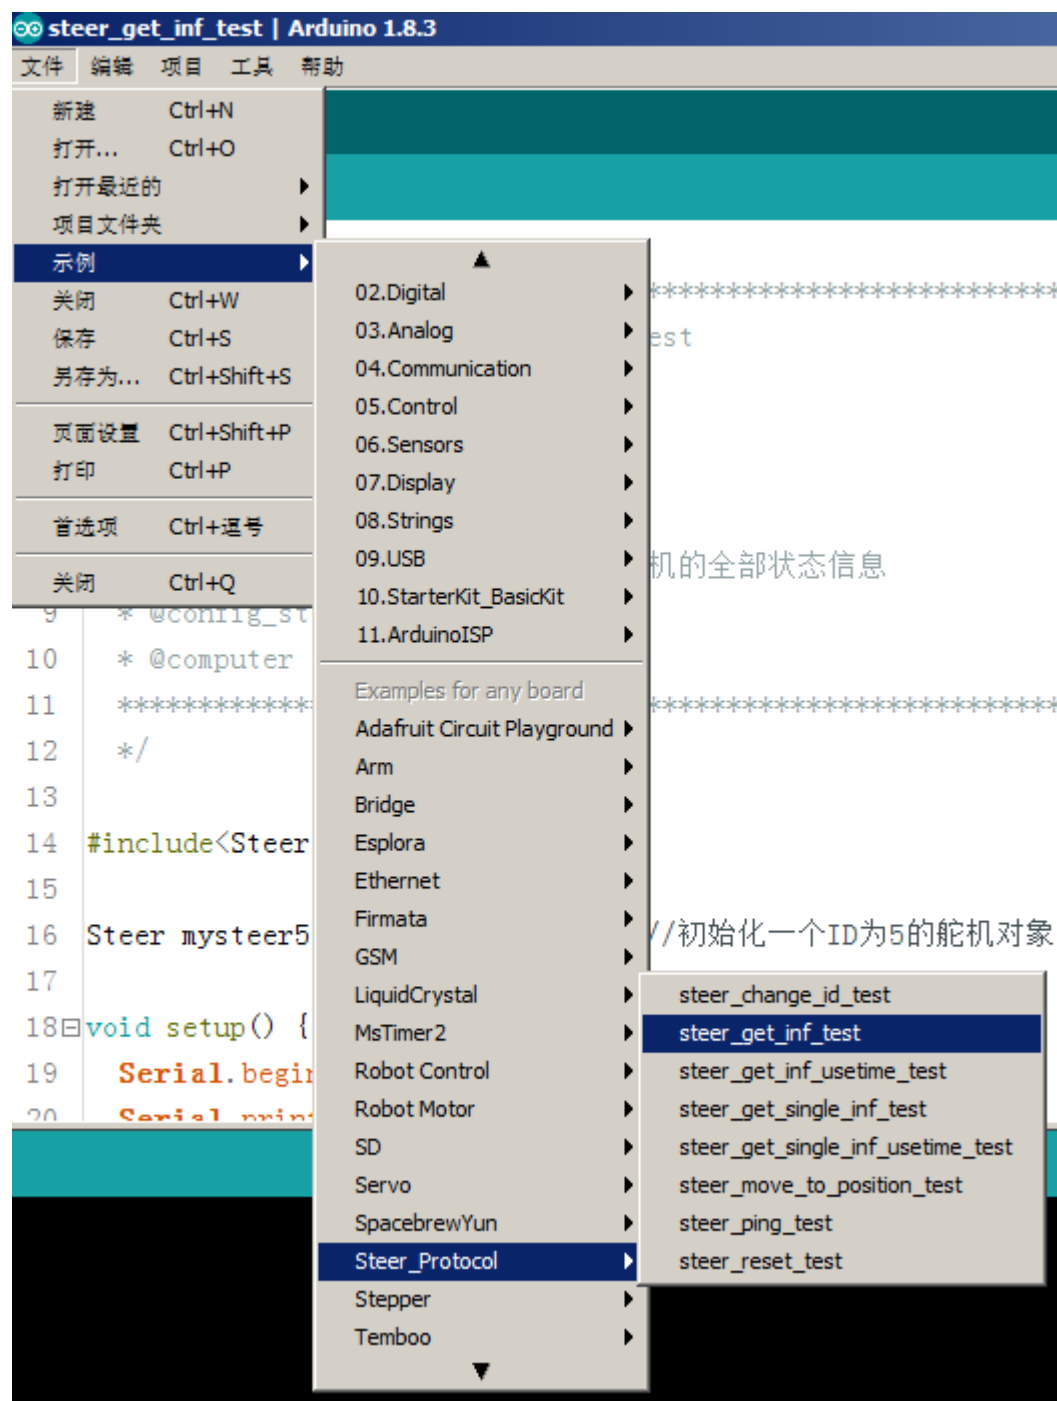 steer_get_inf_test | Arduino 1.8.3
文件 编辑 项目 工具 帮助
新建 Ctrl+N
打开... Ctrl+O
打开最近的
项目文件夹
示例
关闭 Ctrl+W
保存 Ctrl+S
另存为... Ctrl+Shift+S
页面设置 Ctrl+Shift+P
打印 Ctrl+P
首选项 Ctrl+逗号
关闭 Ctrl+Q
02.Digital
03.Analog
04.Communication
05.Control
06.Sensors
07.Display
08.Strings
09.USB
10.StarterKit_BasicKit
11.ArduinoISP
Examples for any board
Adafruit Circuit Playground
Arm
Bridge
Esplora
Ethernet
Firmata
GSM
LiquidCrystal
MsTimer2
Robot Control
Robot Motor
SD
Servo
SpacebrewYun
Steer_Protocol
Stepper
Temboo
steer_change_id_test
steer_get_inf_test
steer_get_inf_usetime_test
steer_get_single_inf_test
steer_get_single_inf_usetime_test
steer_move_to_position_test
steer_ping_test
steer_reset_test
***************************
est
机的全部状态信息
9 * @config_st
10 * @computer
11 ************* ***************************
12 */
13
14 #include<Steer
15
16 Steer mysteer5 //初始化一个ID为5的舵机对象
17
18 void setup() {
19 Serial.begin
20 Serial.print